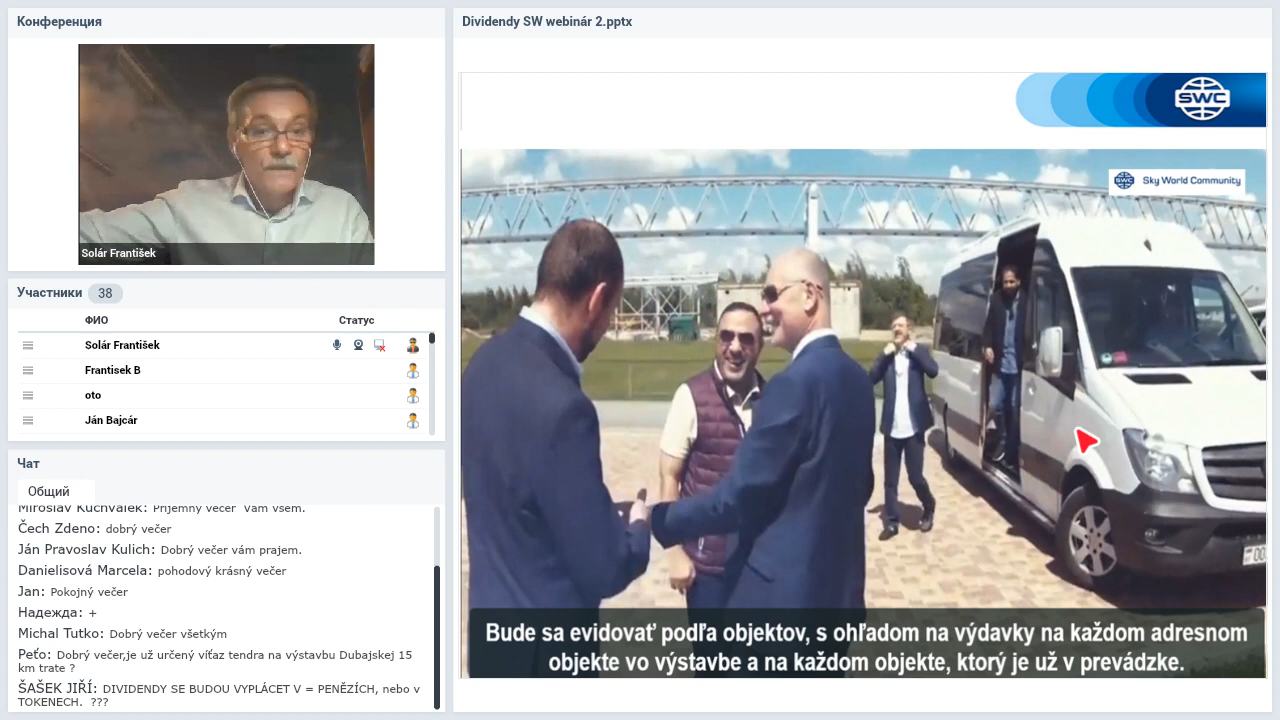 Конференция
Solár František
Участники 38
ФИО Статус
Solár František
Frantisek B
oto
Ján Bajcár
Чат
Общий
Miroslav Kuchvalek: Prijemný večer Vám všem.
Čech Zdeno: dobrý večer
Ján Pravoslav Kulich: Dobrý večer vám prajem.
Danielisová Marcela: pohodový krásný večer
Jan: Pokojný večer
Надежда: +
Michal Tutko: Dobrý večer všetkým
Peťo: Dobrý večer,je už určený víťaz tendra na výstavbu Dubajskej 15
km trate ?
ŠAŠEK JIŘÍ: DIVIDENDY SE BUDOU VYPLÁCET V = PENĚZÍCH, nebo v
TOKENECH. ???
Dividendy SW webinár 2.pptx
SWC
SWC Sky World Community
Bude sa evidovať podľa objektov, s ohľadom na výdavky na každom adresnom
objekte vo výstavbe a na každom objekte, ktorý je už v prevádzke.